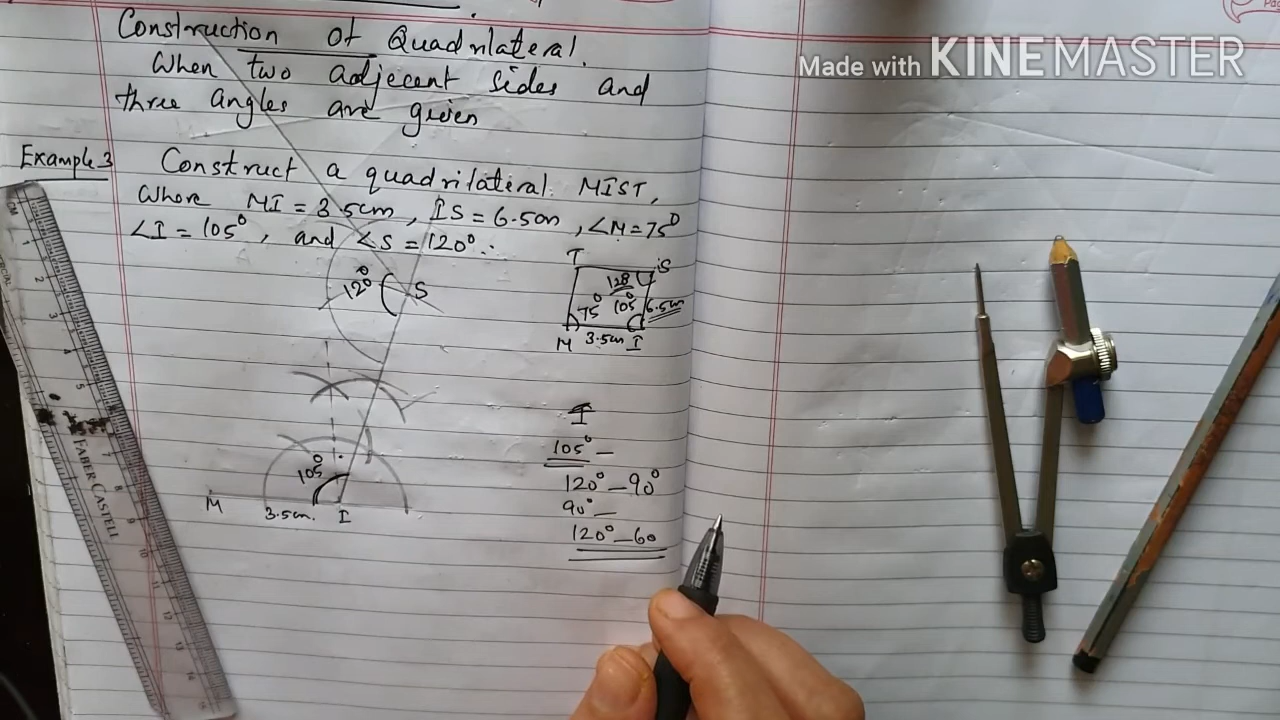 Construction of Quadrilateral.
When two adjecent sides and
three angles are given
Example 3 Construct a quadrilateral MIST,
Where MI = 3.5cm, IS = 6.5cm, ∠M = 75°
∠I = 105°, and ∠S = 120°.
T S
120°
75° 105° 6.5cm
M 3.5cm I
120° S
105°
M 3.5cm. I
I
105° –
120° – 90°
90° –
120° – 60
FABER-CASTELL
Made with KINEMASTER